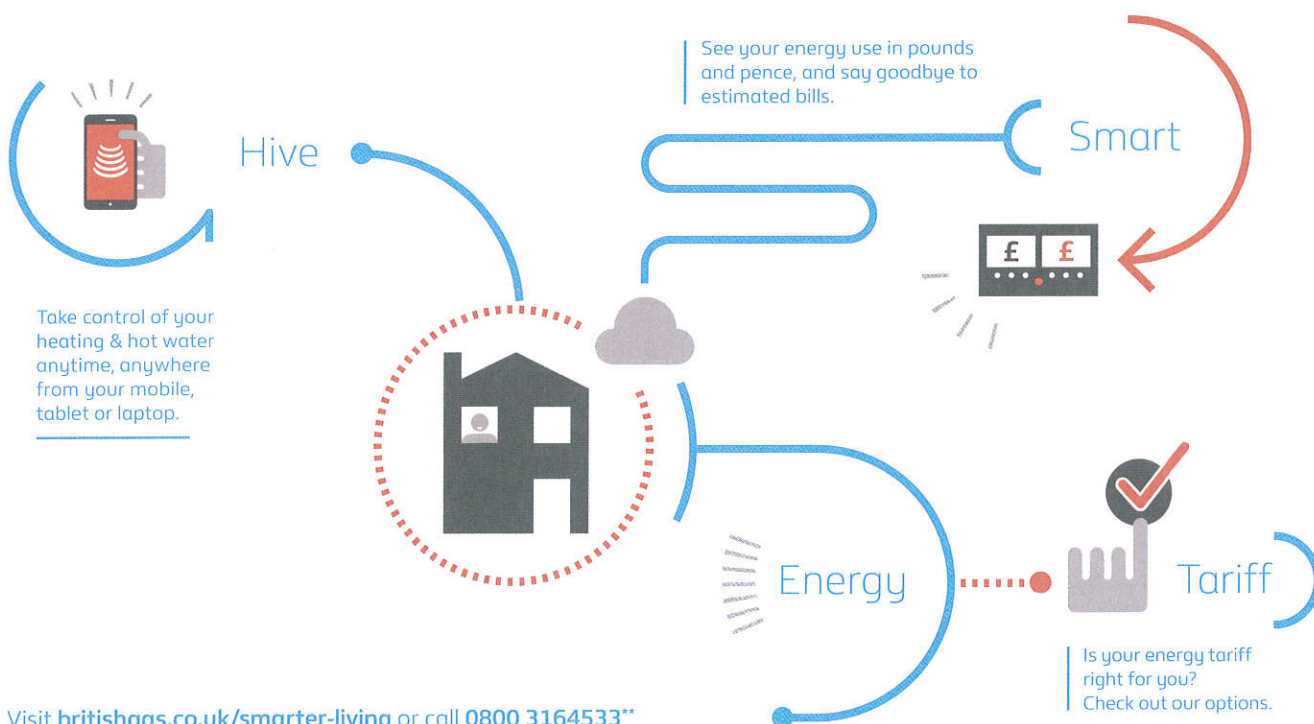 See your energy use in pounds
and pence, and say goodbye to
estimated bills.
Hive
Smart
£ £
Take control of your
heating & hot water
anytime, anywhere
from your mobile,
tablet or laptop.
Energy
Tariff
Is your energy tariff
right for you?
Check out our options.
Visit britishgas.co.uk/smarter-living or call 0800 3164533**